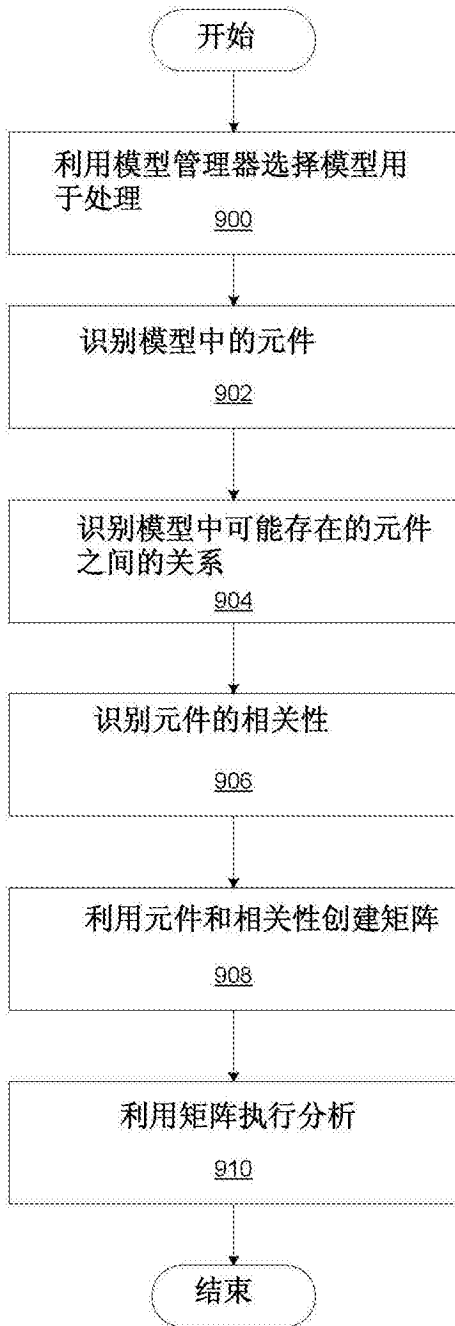 开始
利用模型管理器选择模型用
于处理
900
识别模型中的元件
902
识别模型中可能存在的元件
之间的关系
904
识别元件的相关性
906
利用元件和相关性创建矩阵
908
利用矩阵执行分析
910
结束